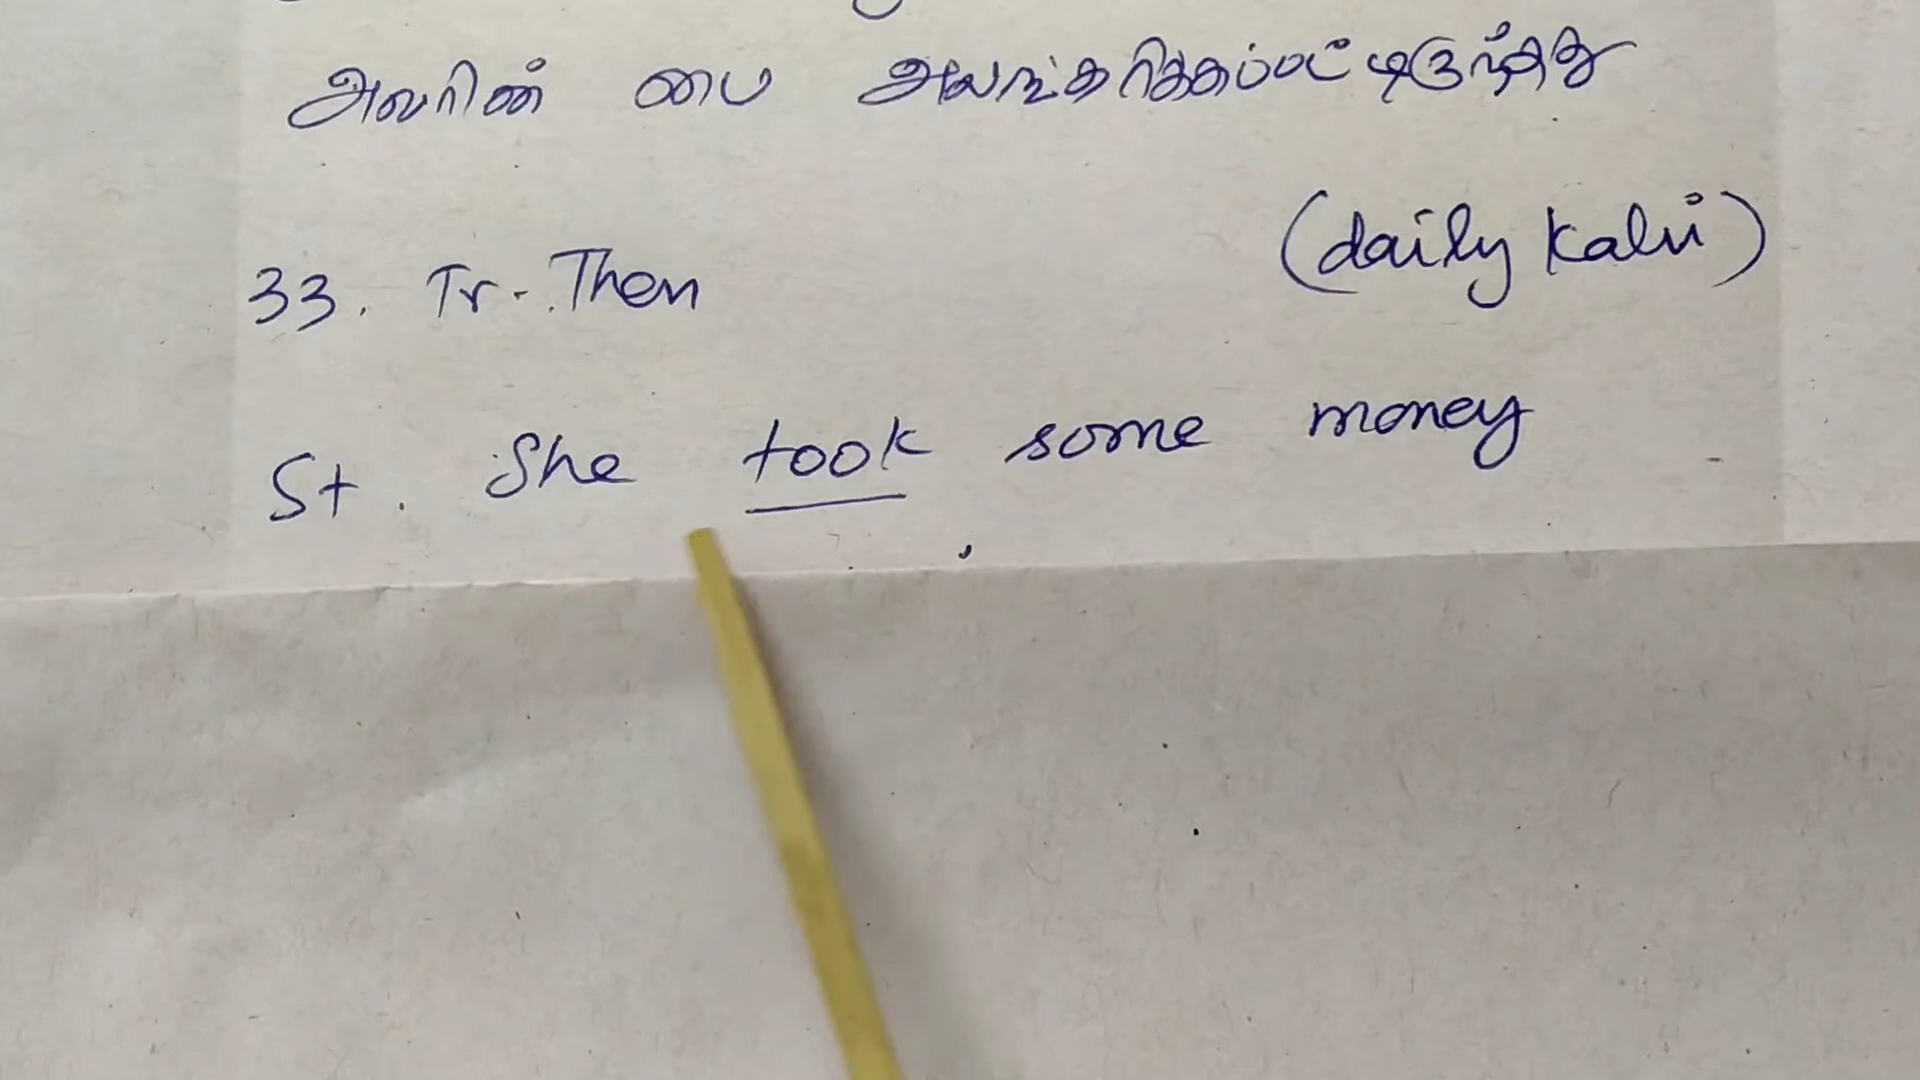 அவரின் பை அலங்கரிக்கப்பட்டிருந்தது
(daily kalvi)
33. Tr. Then
St. She took some money